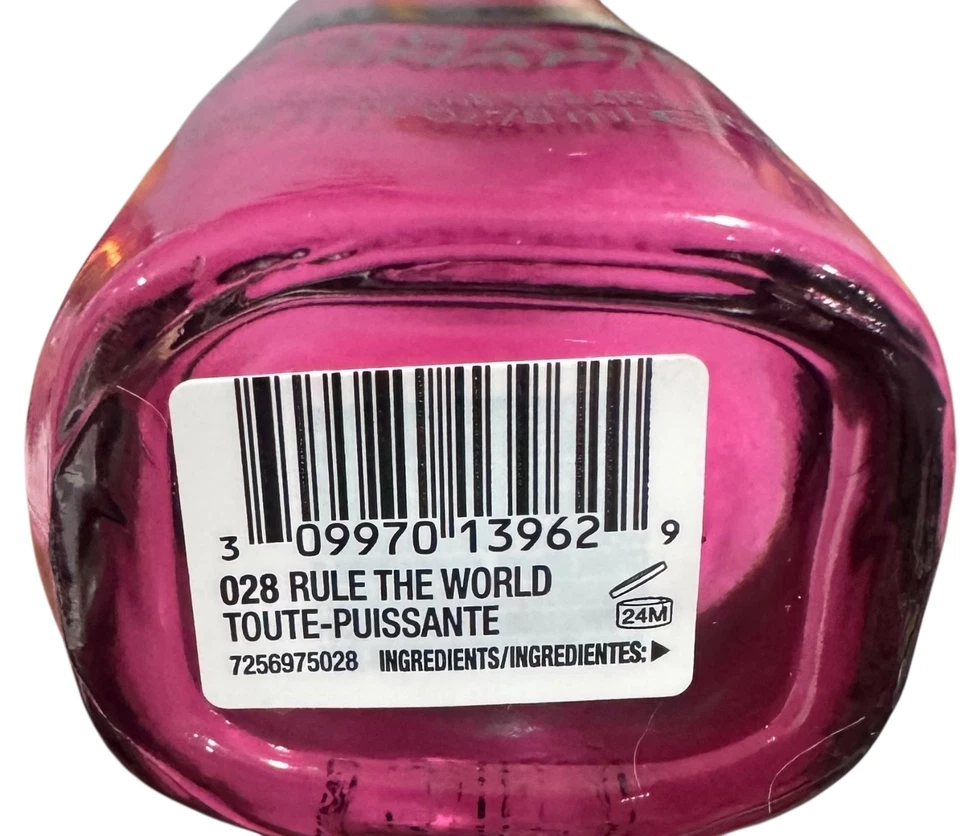 3 09970 13962 9
028 RULE THE WORLD
TOUTE-PUISSANTE
24M
7256975028 INGREDIENTS/INGREDIENTES: